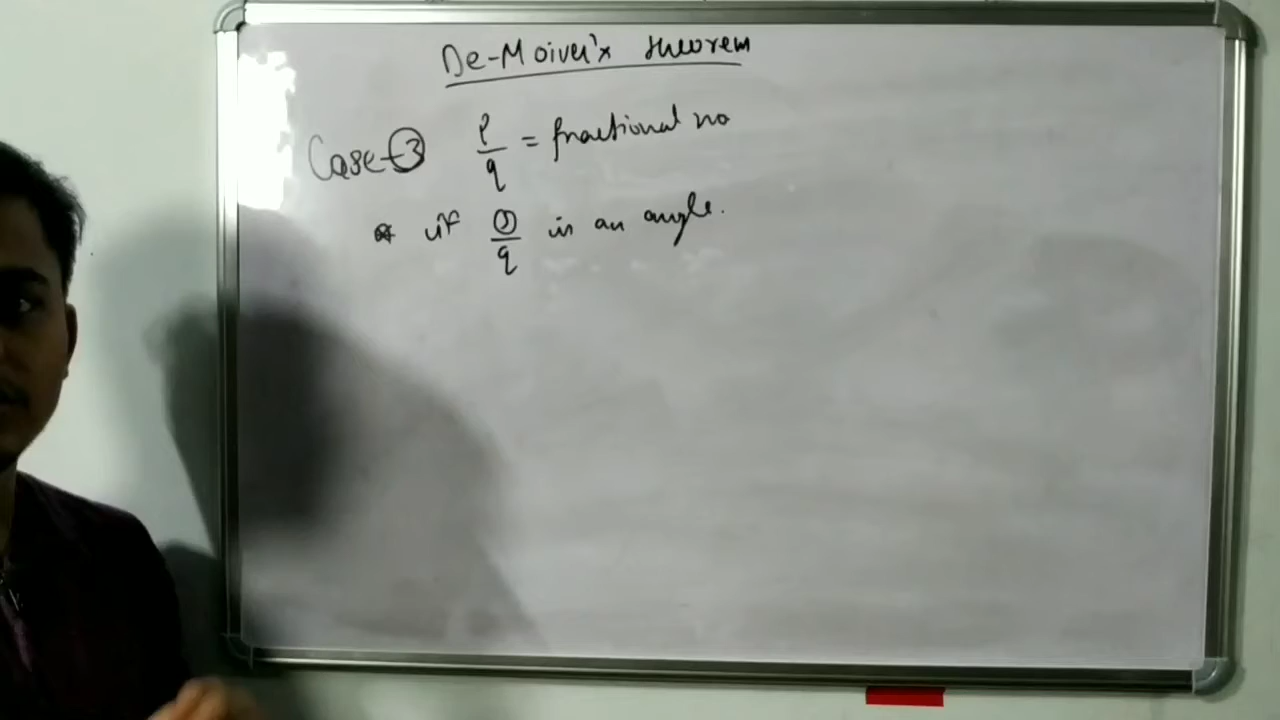 De-Moiver's theorem
Case-③ p/q = fractional no
* if θ/q is an angle.